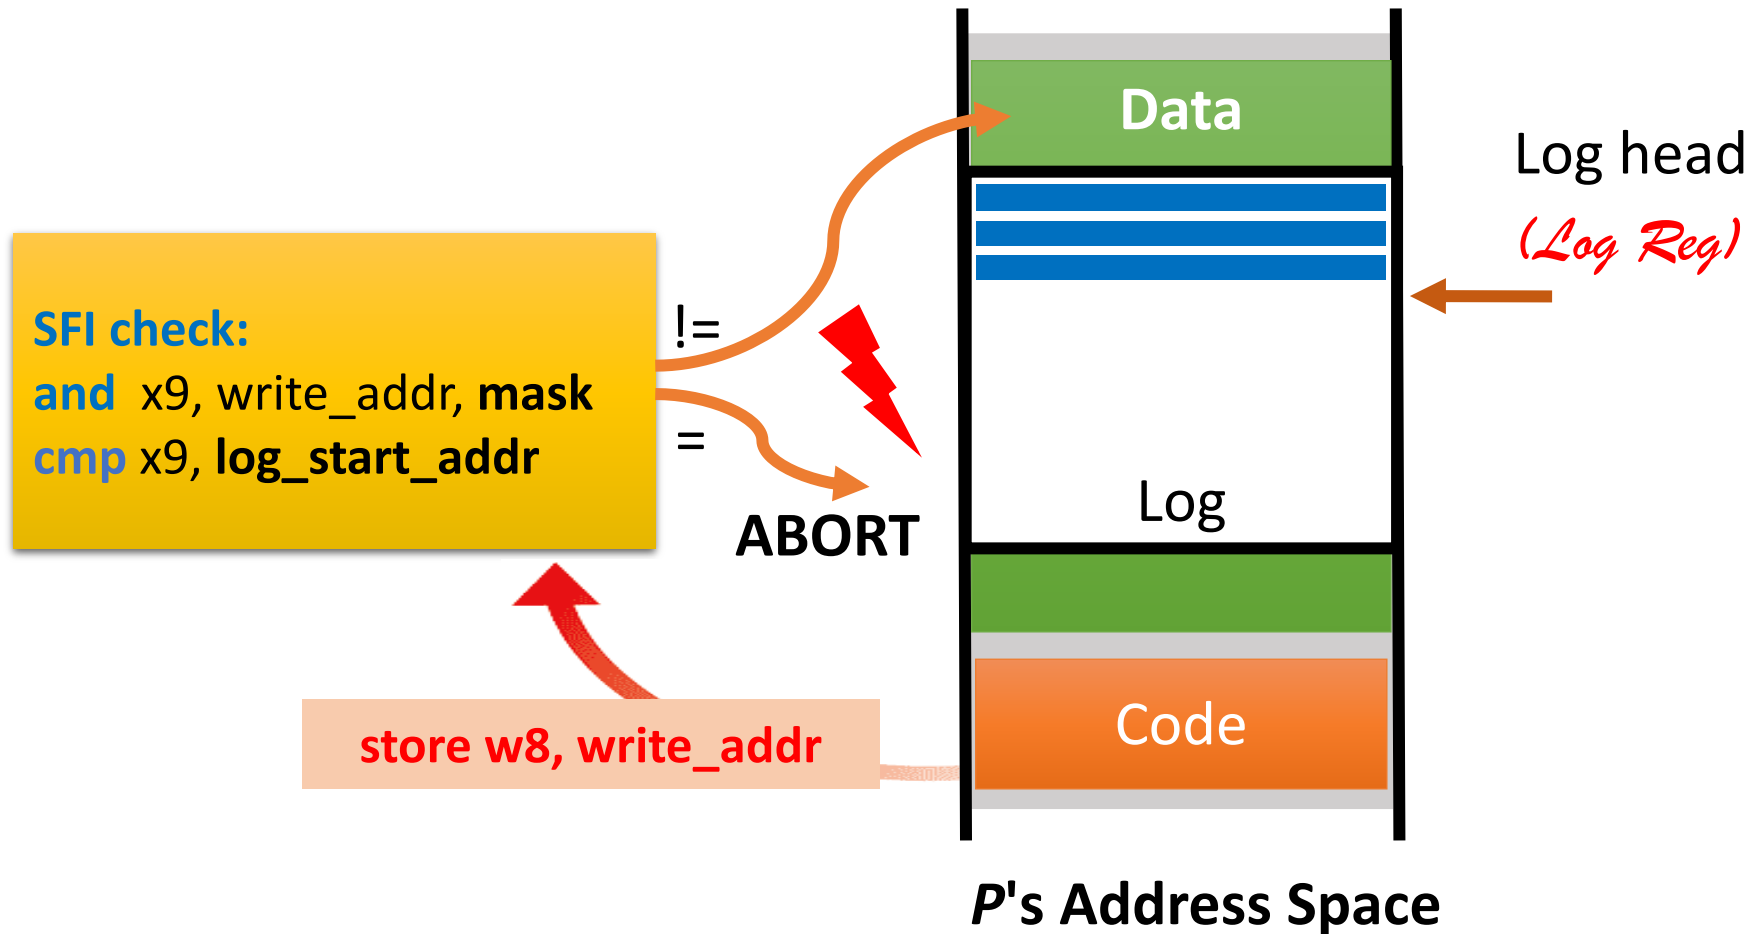 Data
Log head
(Log Reg)
SFI check:
and x9, write_addr, mask
cmp x9, log_start_addr
!=
=
ABORT
Log
store w8, write_addr
Code
P's Address Space